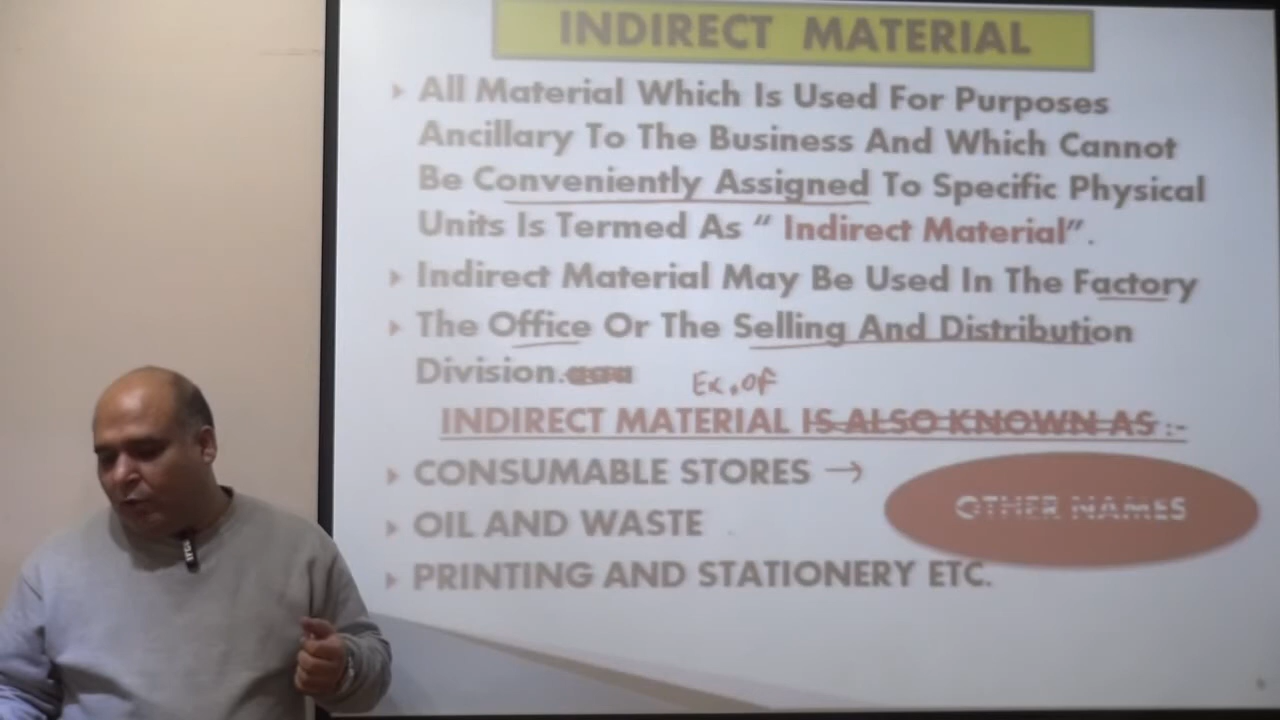 INDIRECT MATERIAL
All Material Which Is Used For Purposes
Ancillary To The Business And Which Cannot
Be Conveniently Assigned To Specific Physical
Units Is Termed As “ Indirect Material”.
Indirect Material May Be Used In The Factory
The Office Or The Selling And Distribution
Division.
Ex. Of
INDIRECT MATERIAL IS ALSO KNOWN AS :-
CONSUMABLE STORES →
OTHER NAMES
OIL AND WASTE
PRINTING AND STATIONERY ETC.